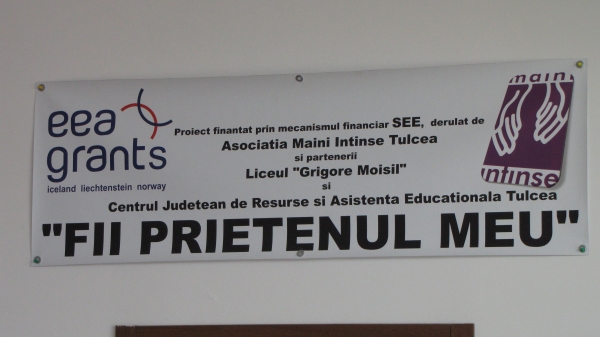 eea
grants
iceland liechtenstein norway
Proiect finantat prin mecanismul financiar SEE, derulat de
Asociatia Maini Intinse Tulcea
si partenerii
Liceul "Grigore Moisil"
si
Centrul Judetean de Resurse si Asistenta Educationala Tulcea
"FII PRIETENUL MEU"
maini
intinse